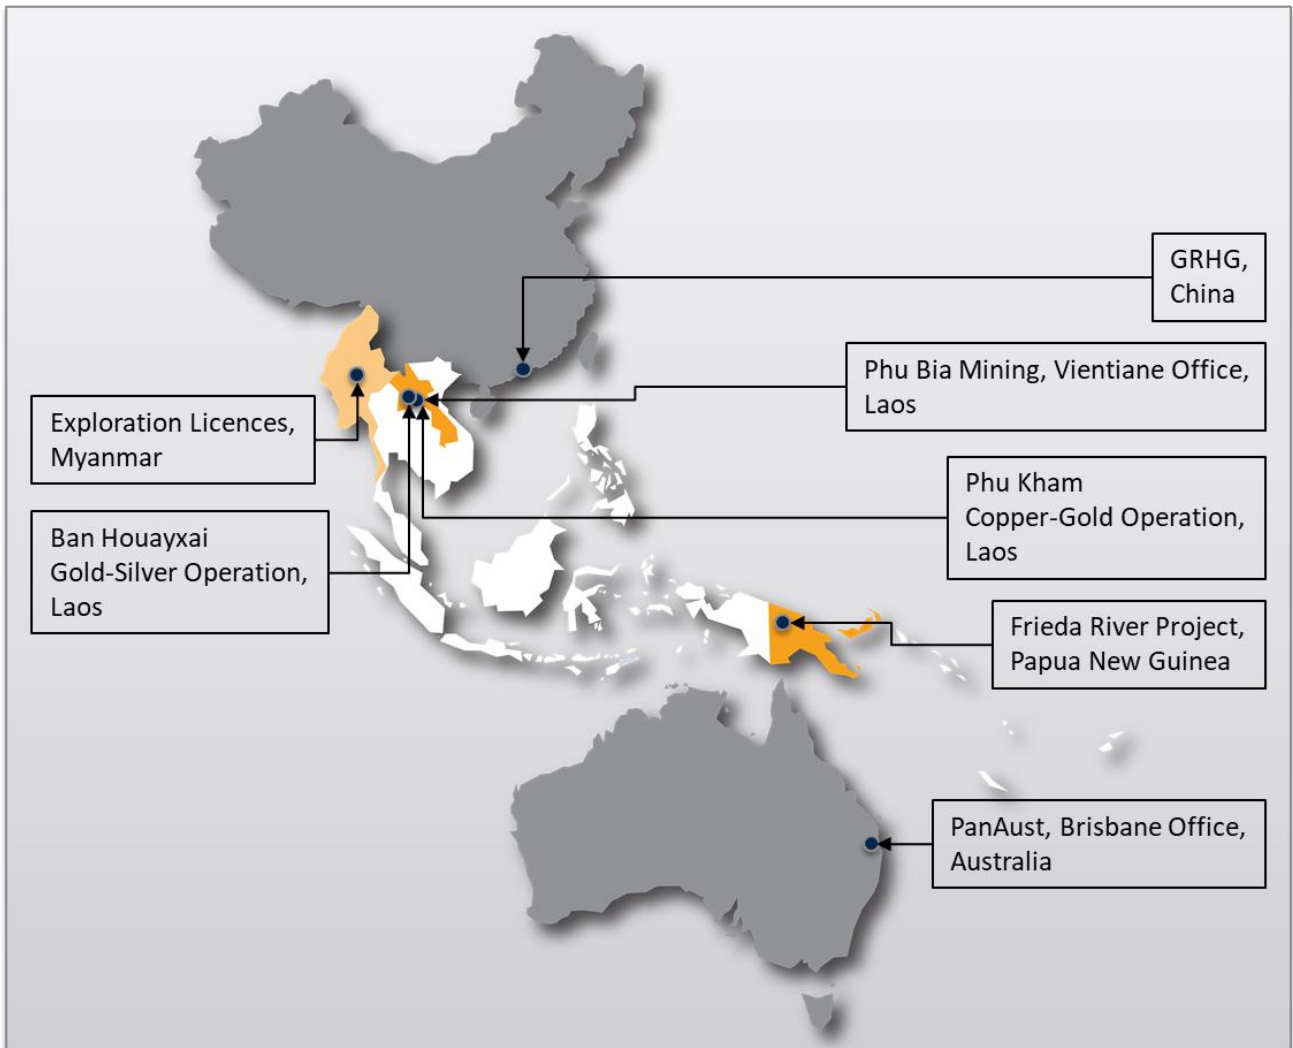 GRHG,
China
Phu Bia Mining, Vientiane Office,
Laos
Exploration Licences,
Myanmar
Phu Kham
Copper-Gold Operation,
Laos
Ban Houayxai
Gold-Silver Operation,
Laos
Frieda River Project,
Papua New Guinea
PanAust, Brisbane Office,
Australia